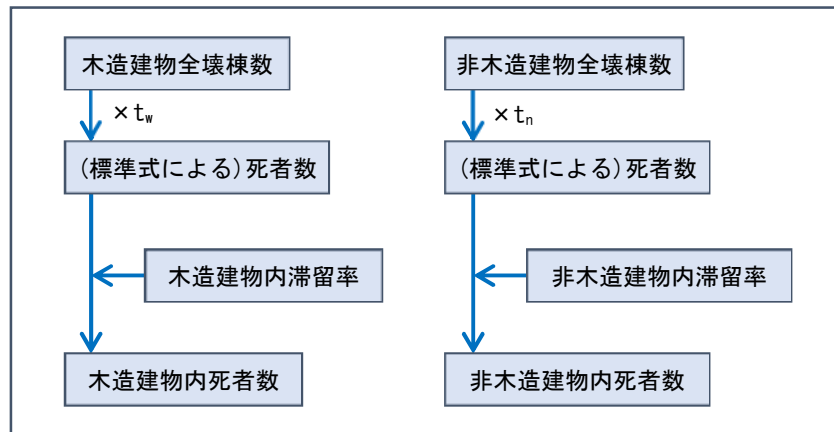 木造建物全壊棟数
×tw
(標準式による)死者数
木造建物内滞留率
木造建物内死者数
非木造建物全壊棟数
×tn
(標準式による)死者数
非木造建物内滞留率
非木造建物内死者数